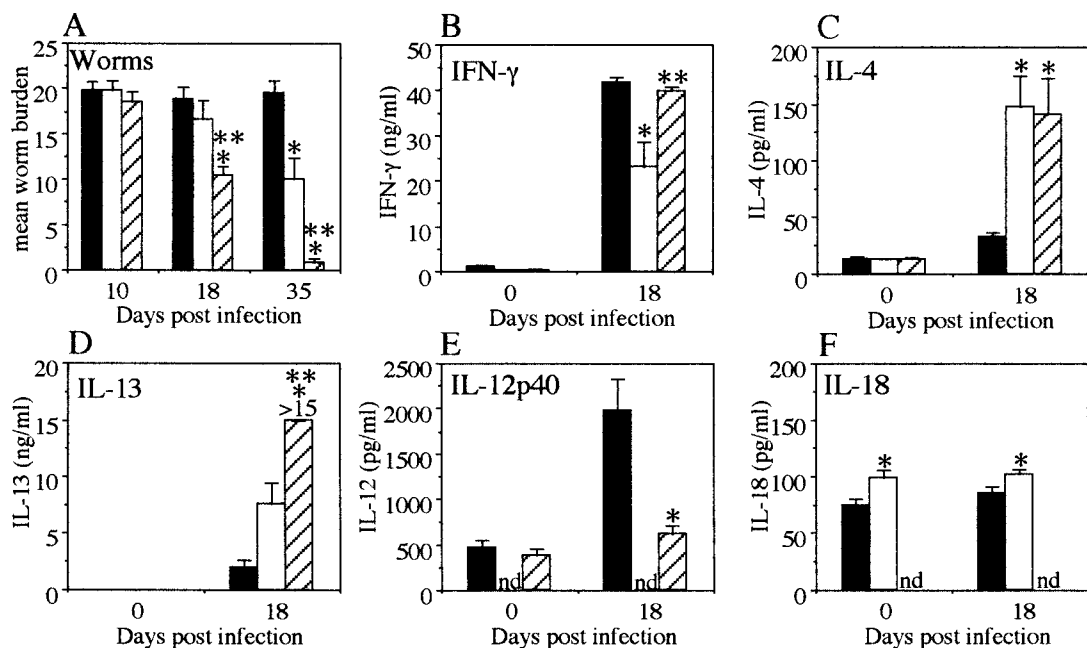 A
Worms
mean worm burden
25
20
15
10
5
0
**
*
*
**
*
10 18 35
Days post infection
B
IFN-γ
IFN-γ (ng/ml)
50
40
30
20
10
0
*
**
0 18
Days post infection
C
IL-4
IL-4 (pg/ml)
200
150
100
50
0
* *
0 18
Days post infection
D
IL-13
IL-13 (ng/ml)
20
15
10
5
0
**
*
>15
0 18
Days post infection
E
IL-12p40
IL-12 (pg/ml)
2500
2000
1500
1000
500
0
nd
nd
*
0 18
Days post infection
F
IL-18
IL-18 (pg/ml)
200
150
100
50
0
* *
nd nd
0 18
Days post infection